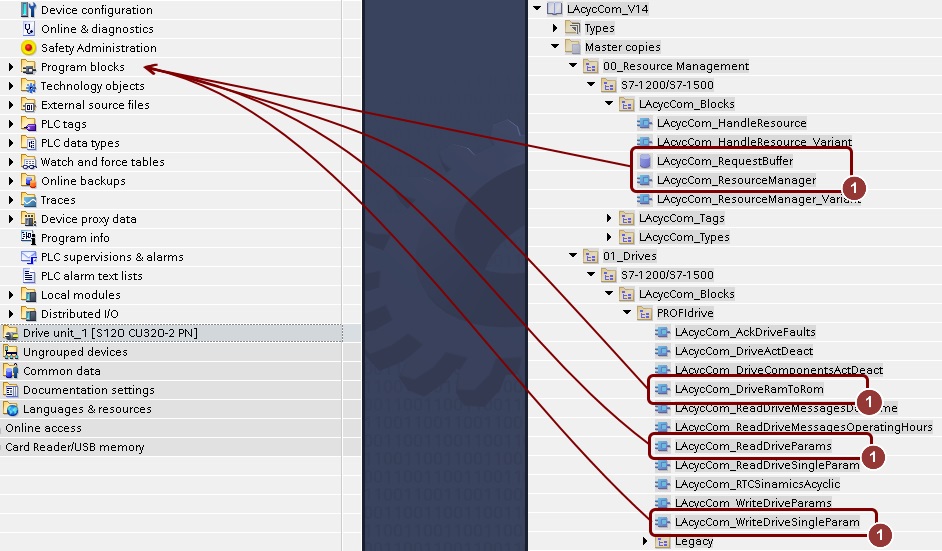 Device configuration
Online & diagnostics
Safety Administration
Program blocks
Technology objects
External source files
PLC tags
PLC data types
Watch and force tables
Online backups
Traces
Device proxy data
Program info
PLC supervisions & alarms
PLC alarm text lists
Local modules
Distributed I/O
Drive unit_1 [S120 CU320-2 PN]
Ungrouped devices
Common data
Documentation settings
Languages & resources
Online access
Card Reader/USB memory
LAcycCom_V14
Types
Master copies
00_Resource Management
S7-1200/S7-1500
LAcycCom_Blocks
LAcycCom_HandleResource
LAcycCom_HandleResource_Variant
LAcycCom_RequestBuffer
LAcycCom_ResourceManager
1
LAcycCom_ResourceManager_Variant
LAcycCom_Tags
LAcycCom_Types
01_Drives
S7-1200/S7-1500
LAcycCom_Blocks
PROFIdrive
LAcycCom_AckDriveFaults
LAcycCom_DriveActDeact
LAcycCom_DriveComponentsActDeact
LAcycCom_DriveRamToRom
1
LAcycCom_ReadDriveMessagesDateTime
LAcycCom_ReadDriveMessagesOperatingHours
LAcycCom_ReadDriveParams
1
LAcycCom_ReadDriveSingleParam
LAcycCom_RTCSinamicsAcyclic
LAcycCom_WriteDriveParams
LAcycCom_WriteDriveSingleParam
1
Legacy